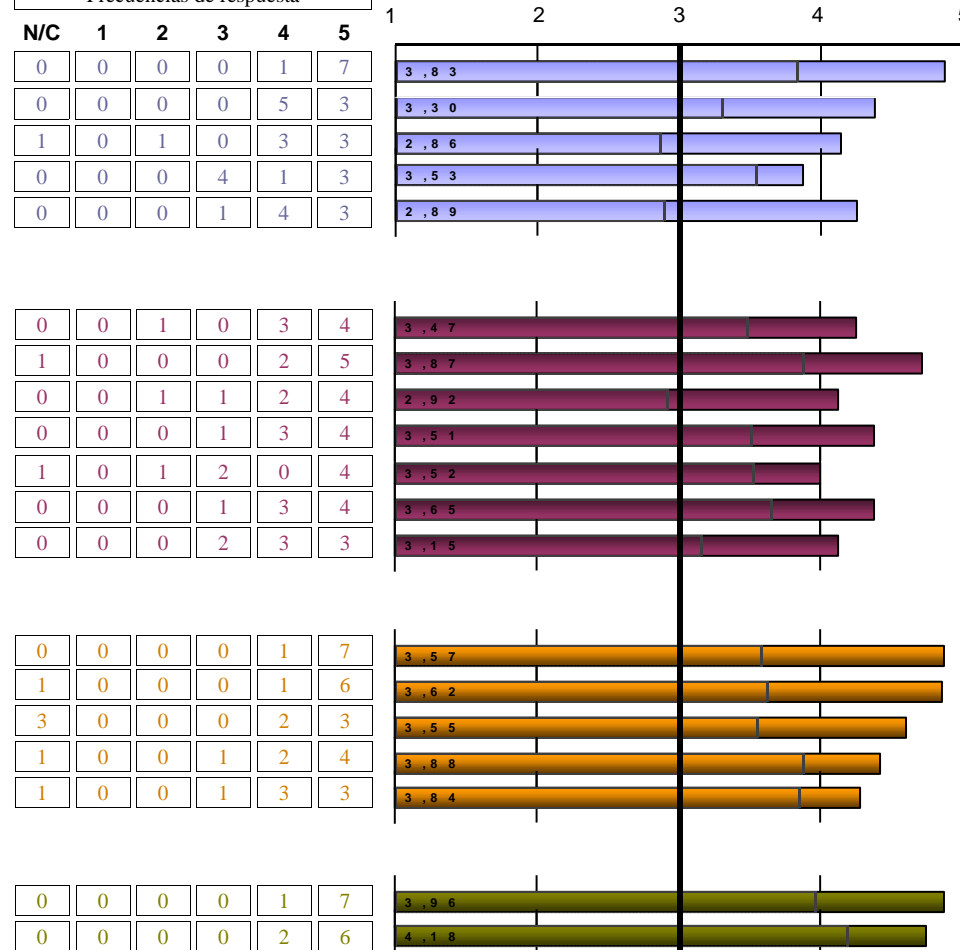 Frecuencias de respuesta
1 2 3 4 5
N/C 1 2 3 4 5
0 0 0 0 1 7 3,83
0 0 0 0 5 3 3,30
1 0 1 0 3 3 2,86
0 0 0 4 1 3 3,53
0 0 0 1 4 3 2,89
0 0 1 0 3 4 3,47
1 0 0 0 2 5 3,87
0 0 1 1 2 4 2,92
0 0 0 1 3 4 3,51
1 0 1 2 0 4 3,52
0 0 0 1 3 4 3,65
0 0 0 2 3 3 3,15
0 0 0 0 1 7 3,57
1 0 0 0 1 6 3,62
3 0 0 0 2 3 3,55
1 0 0 1 2 4 3,88
1 0 0 1 3 3 3,84
0 0 0 0 1 7 3,96
0 0 0 0 2 6 4,18